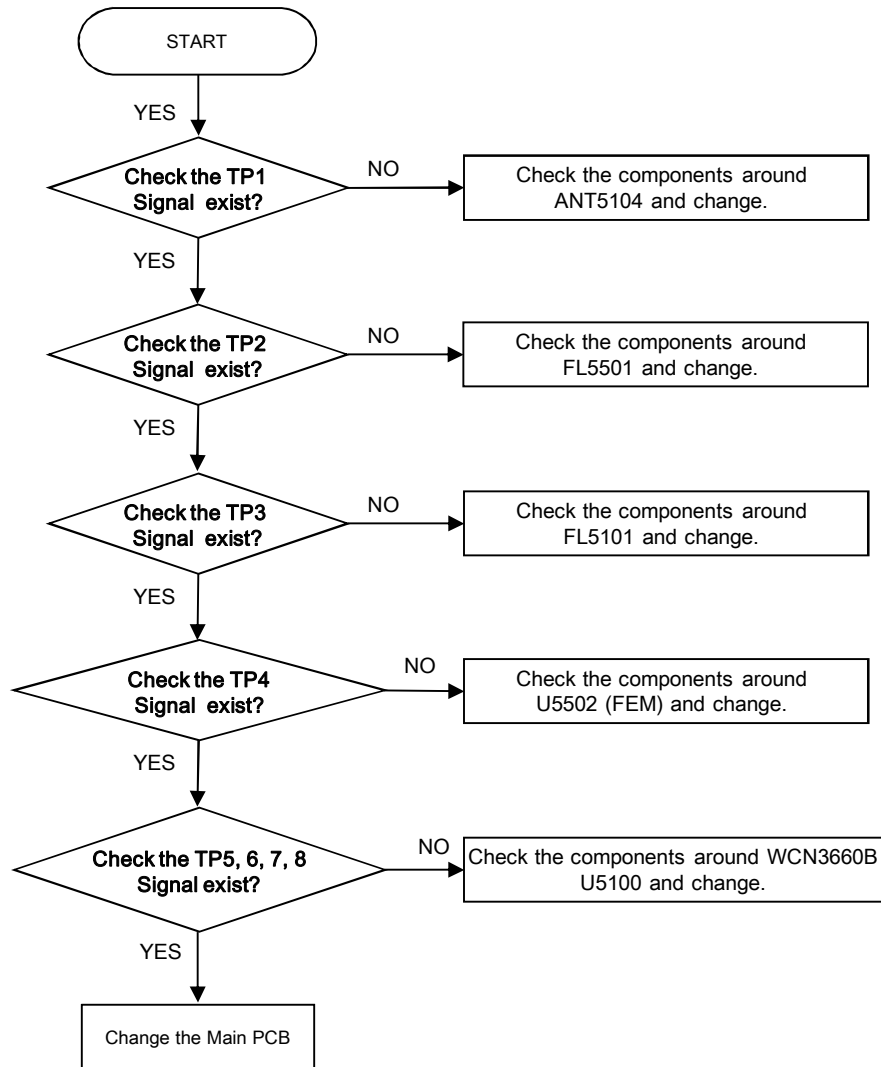 START
YES
Check the TP1
Signal exist?
NO
Check the components around
ANT5104 and change.
YES
Check the TP2
Signal exist?
NO
Check the components around
FL5501 and change.
YES
Check the TP3
Signal exist?
NO
Check the components around
FL5101 and change.
YES
Check the TP4
Signal exist?
NO
Check the components around
U5502 (FEM) and change.
YES
Check the TP5, 6, 7, 8
Signal exist?
NO
Check the components around WCN3660B
U5100 and change.
YES
Change the Main PCB